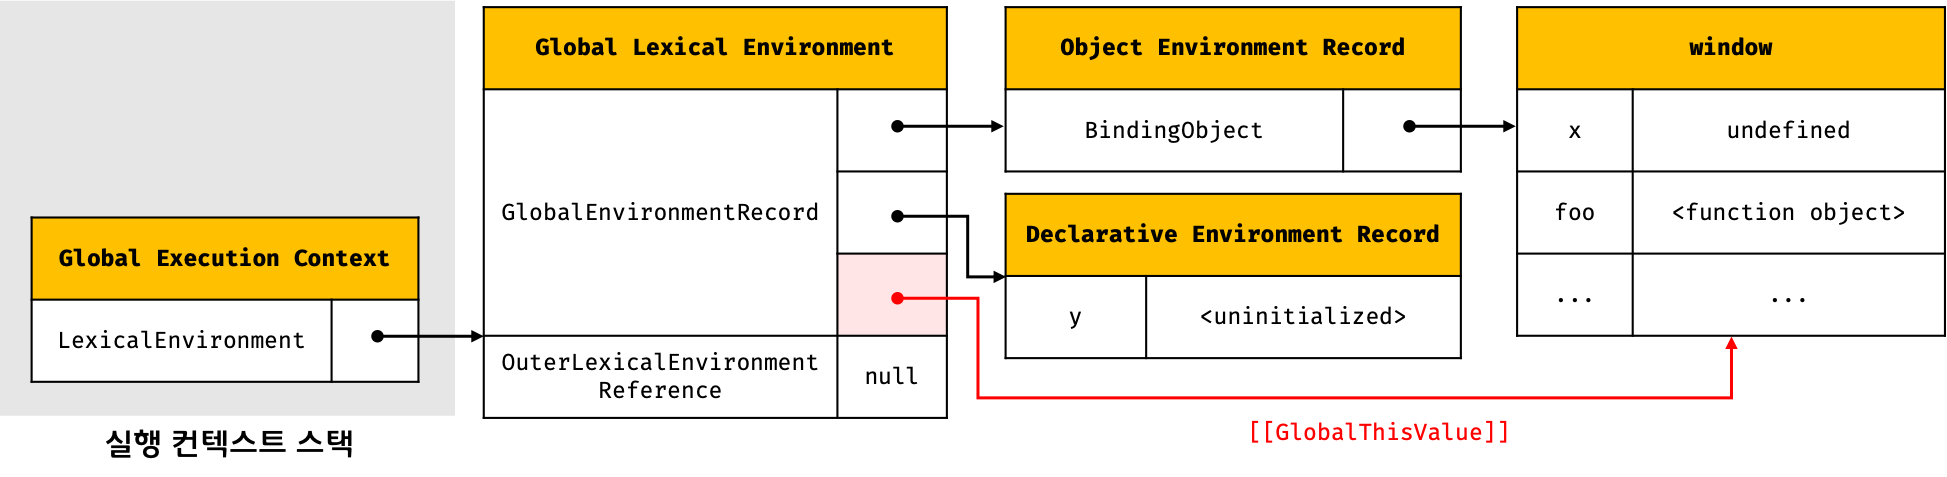 Global Execution Context
LexicalEnvironment
실행 컨텍스트 스택
Global Lexical Environment
GlobalEnvironmentRecord
OuterLexicalEnvironment
Reference
null
Object Environment Record
BindingObject
Declarative Environment Record
y
<uninitialized>
window
x
undefined
foo
<function object>
...
...
[[GlobalThisValue]]